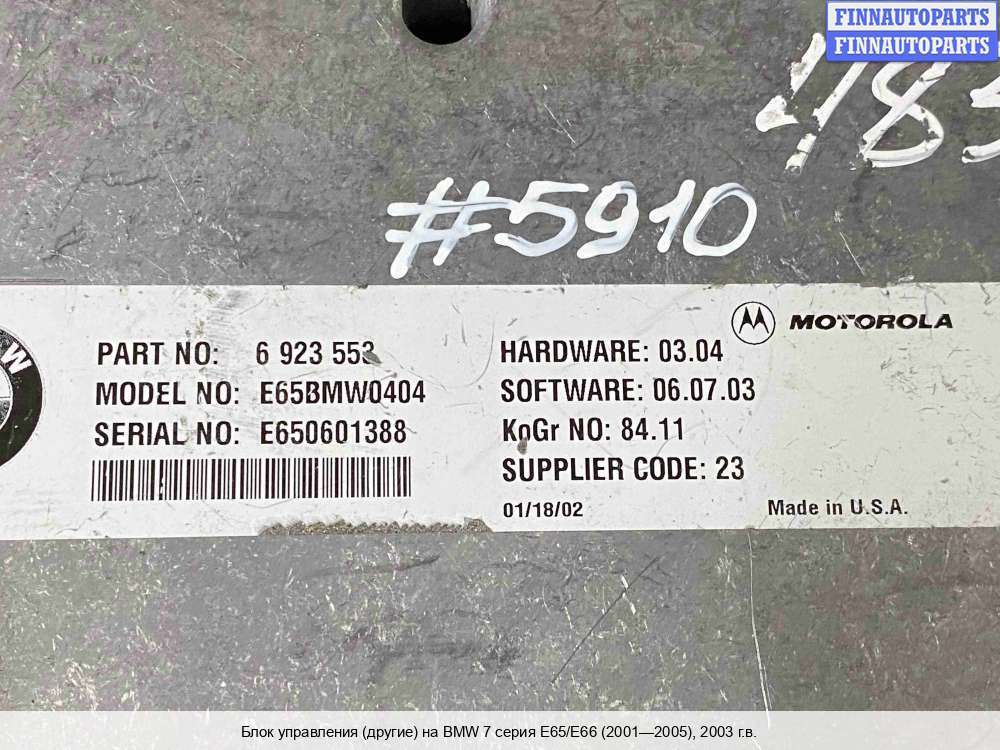 FINNAUTOPARTS
FINNAUTOPARTS
#5910
W
MOTOROLA
PART NO: 6 923 553
MODEL NO: E65BMW0404
SERIAL NO: E650601388
HARDWARE: 03.04
SOFTWARE: 06.07.03
KoGr NO: 84.11
SUPPLIER CODE: 23
01/18/02
Made in U.S.A.
Блок управления (другие) на BMW 7 серия E65/E66 (2001—2005), 2003 г.в.